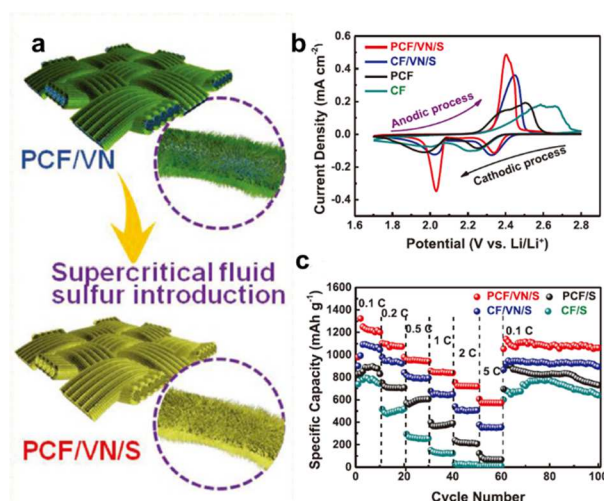 a
PCF/VN
Supercritical fluid
sulfur introduction
PCF/VN/S
b
PCF/VN/S
CF/VN/S
PCF
CF
Anodic process
Cathodic process
Current Density (mA cm⁻²)
0.6
0.4
0.2
0.0
-0.2
-0.4
1.6 1.8 2.0 2.2 2.4 2.6 2.8
Potential (V vs. Li/Li⁺)
c
Specific Capacity (mAh g⁻¹)
1600
1400
1200
1000
800
600
400
200
0
PCF/VN/S PCF/S
CF/VN/S CF/S
0.1 C 0.2 C 0.5 C 1 C 2 C 5 C 0.1 C
0 20 40 60 80 100
Cycle Number